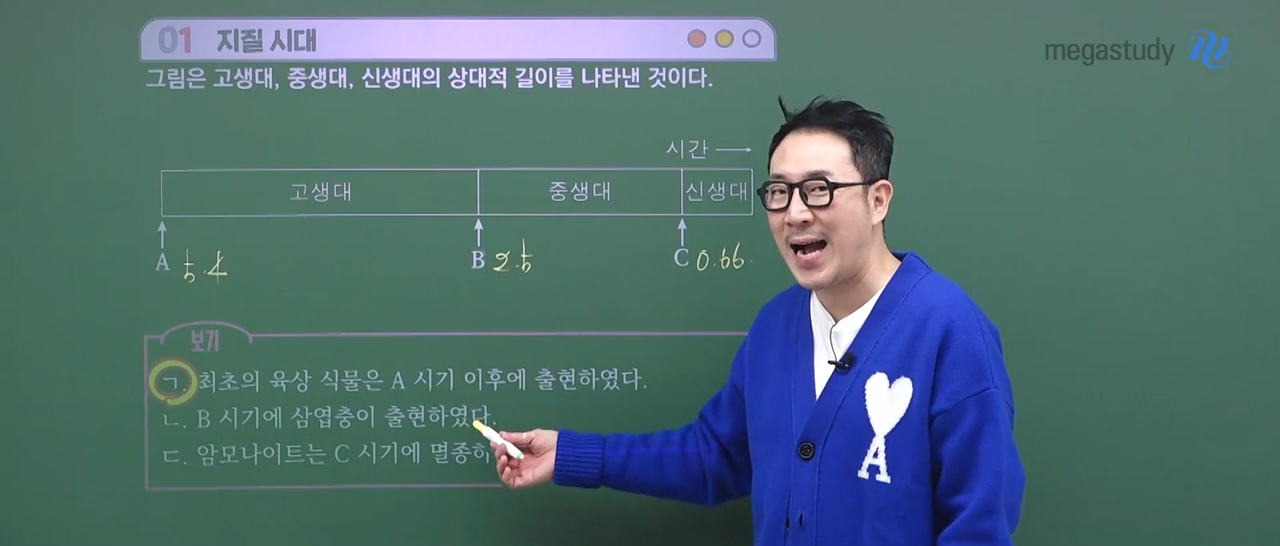 01 지질 시대
megastudy
그림은 고생대, 중생대, 신생대의 상대적 길이를 나타낸 것이다.
시간
고생대 중생대 신생대
A 5.4 B 2.5 C 0.66
보기
ㄱ. 최초의 육상 식물은 A 시기 이후에 출현하였다.
ㄴ. B 시기에 삼엽충이 출현하였다.
ㄷ. 암모나이트는 C 시기에
A